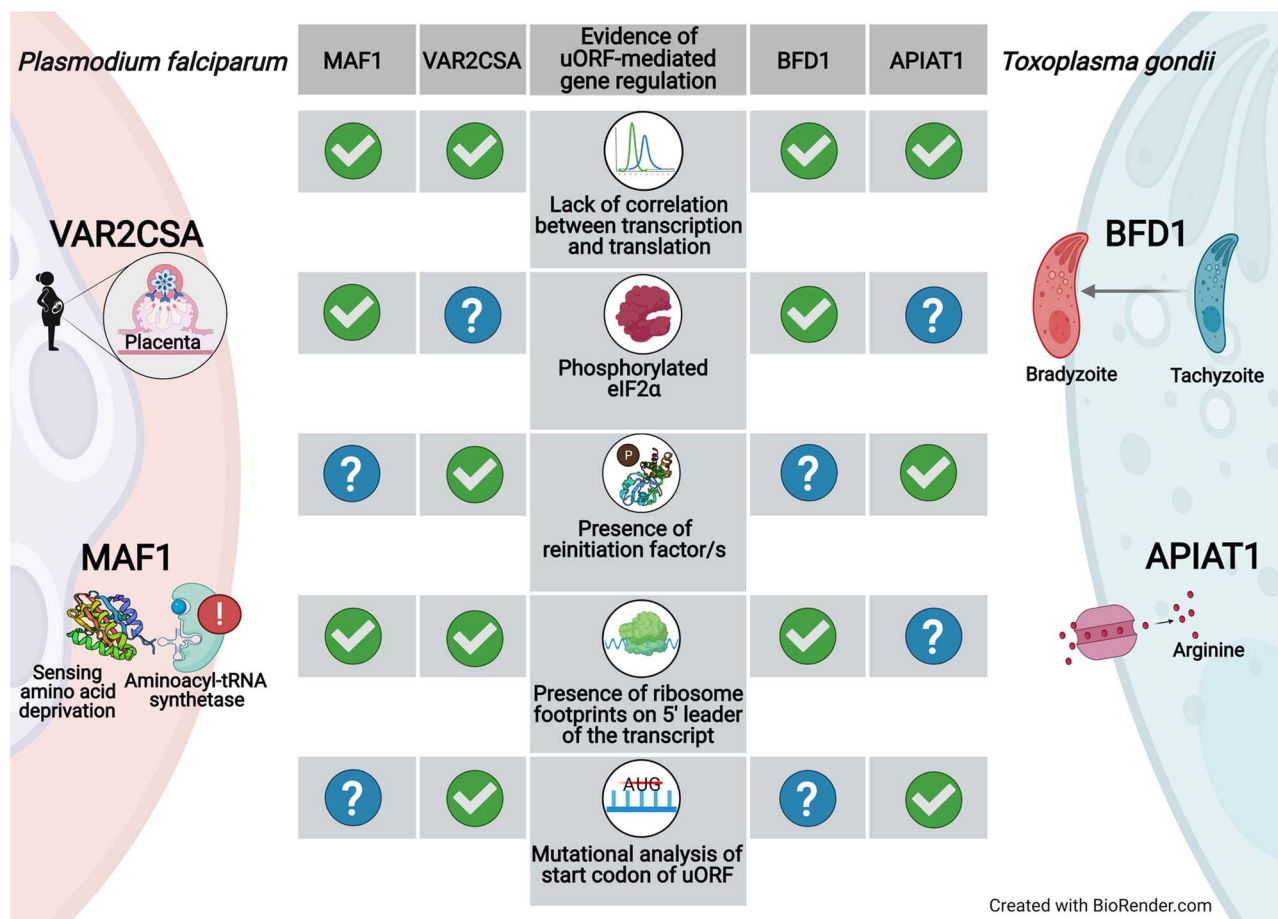 Plasmodium falciparum
MAF1
VAR2CSA
Evidence of
uORF-mediated
gene regulation
BFD1
APIAT1
Toxoplasma gondii
Lack of correlation
between transcription
and translation
VAR2CSA
Placenta
BFD1
Bradyzoite
Tachyzoite
?
?
Phosphorylated
eIF2α
?
P
?
Presence of
reinitiation factor/s
MAF1
!
Sensing
amino acid
deprivation
Aminoacyl-tRNA
synthetase
?
Presence of ribosome
footprints on 5' leader
of the transcript
APIAT1
Arginine
?
AUG
?
Mutational analysis of
start codon of uORF
Created with BioRender.com